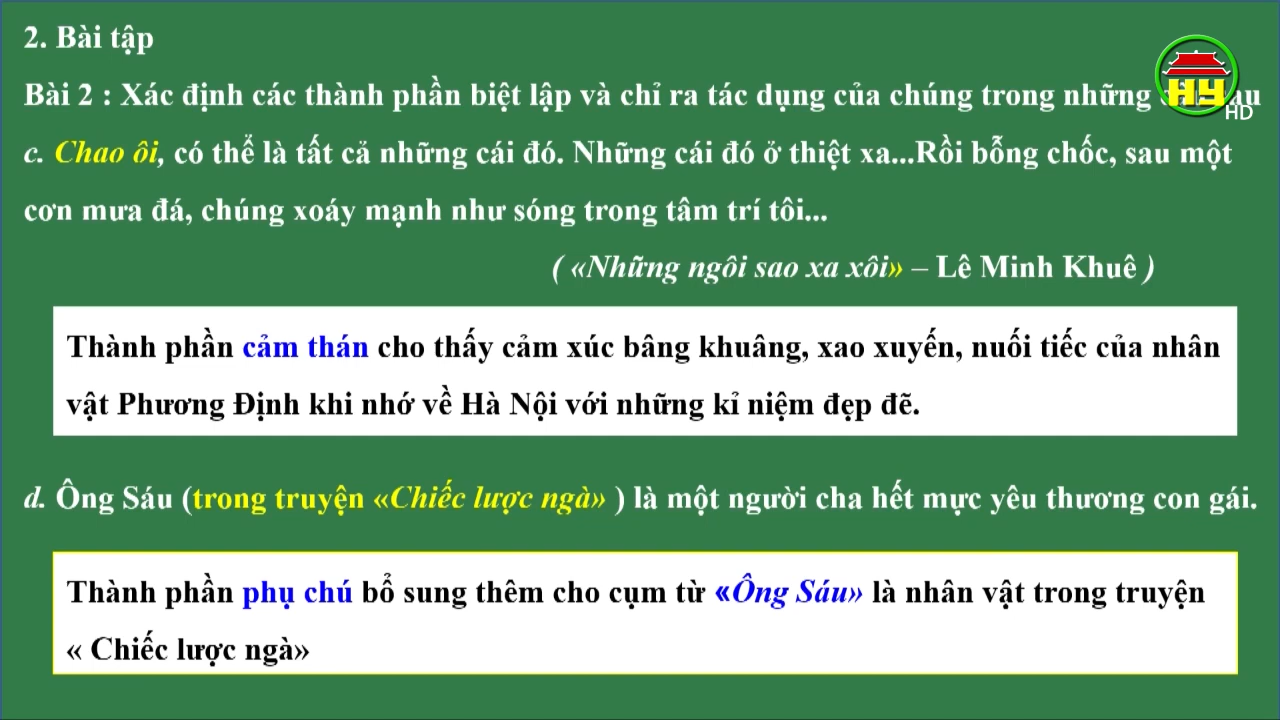 2. Bài tập
Bài 2 : Xác định các thành phần biệt lập và chỉ ra tác dụng của chúng trong những
HY
HD
c. Chao ôi, có thể là tất cả những cái đó. Những cái đó ở thiệt xa...Rồi bỗng chốc, sau một
cơn mưa đá, chúng xoáy mạnh như sóng trong tâm trí tôi...
( «Những ngôi sao xa xôi» – Lê Minh Khuê )
Thành phần cảm thán cho thấy cảm xúc bâng khuâng, xao xuyến, nuối tiếc của nhân
vật Phương Định khi nhớ về Hà Nội với những kỉ niệm đẹp đẽ.
d. Ông Sáu (trong truyện «Chiếc lược ngà» ) là một người cha hết mực yêu thương con gái.
Thành phần phụ chú bổ sung thêm cho cụm từ «Ông Sáu» là nhân vật trong truyện
« Chiếc lược ngà»